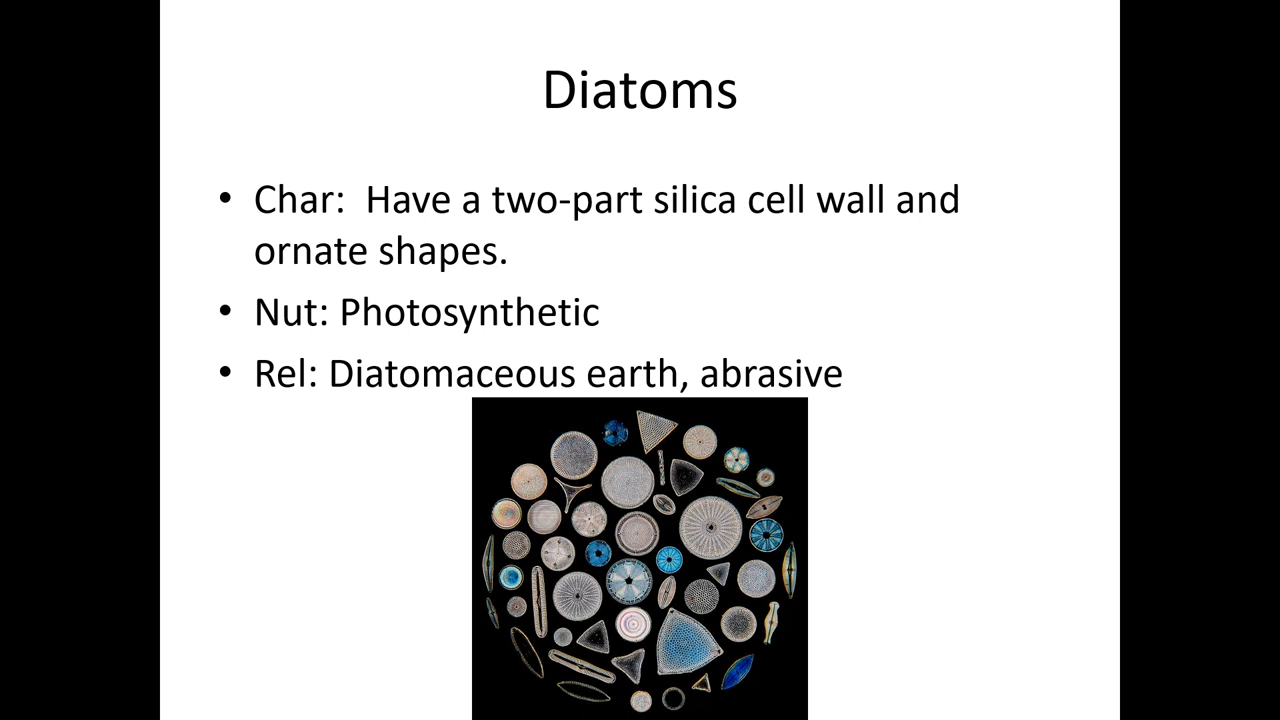 Diatoms
• Char:  Have a two-part silica cell wall and
ornate shapes.
• Nut: Photosynthetic
• Rel: Diatomaceous earth, abrasive